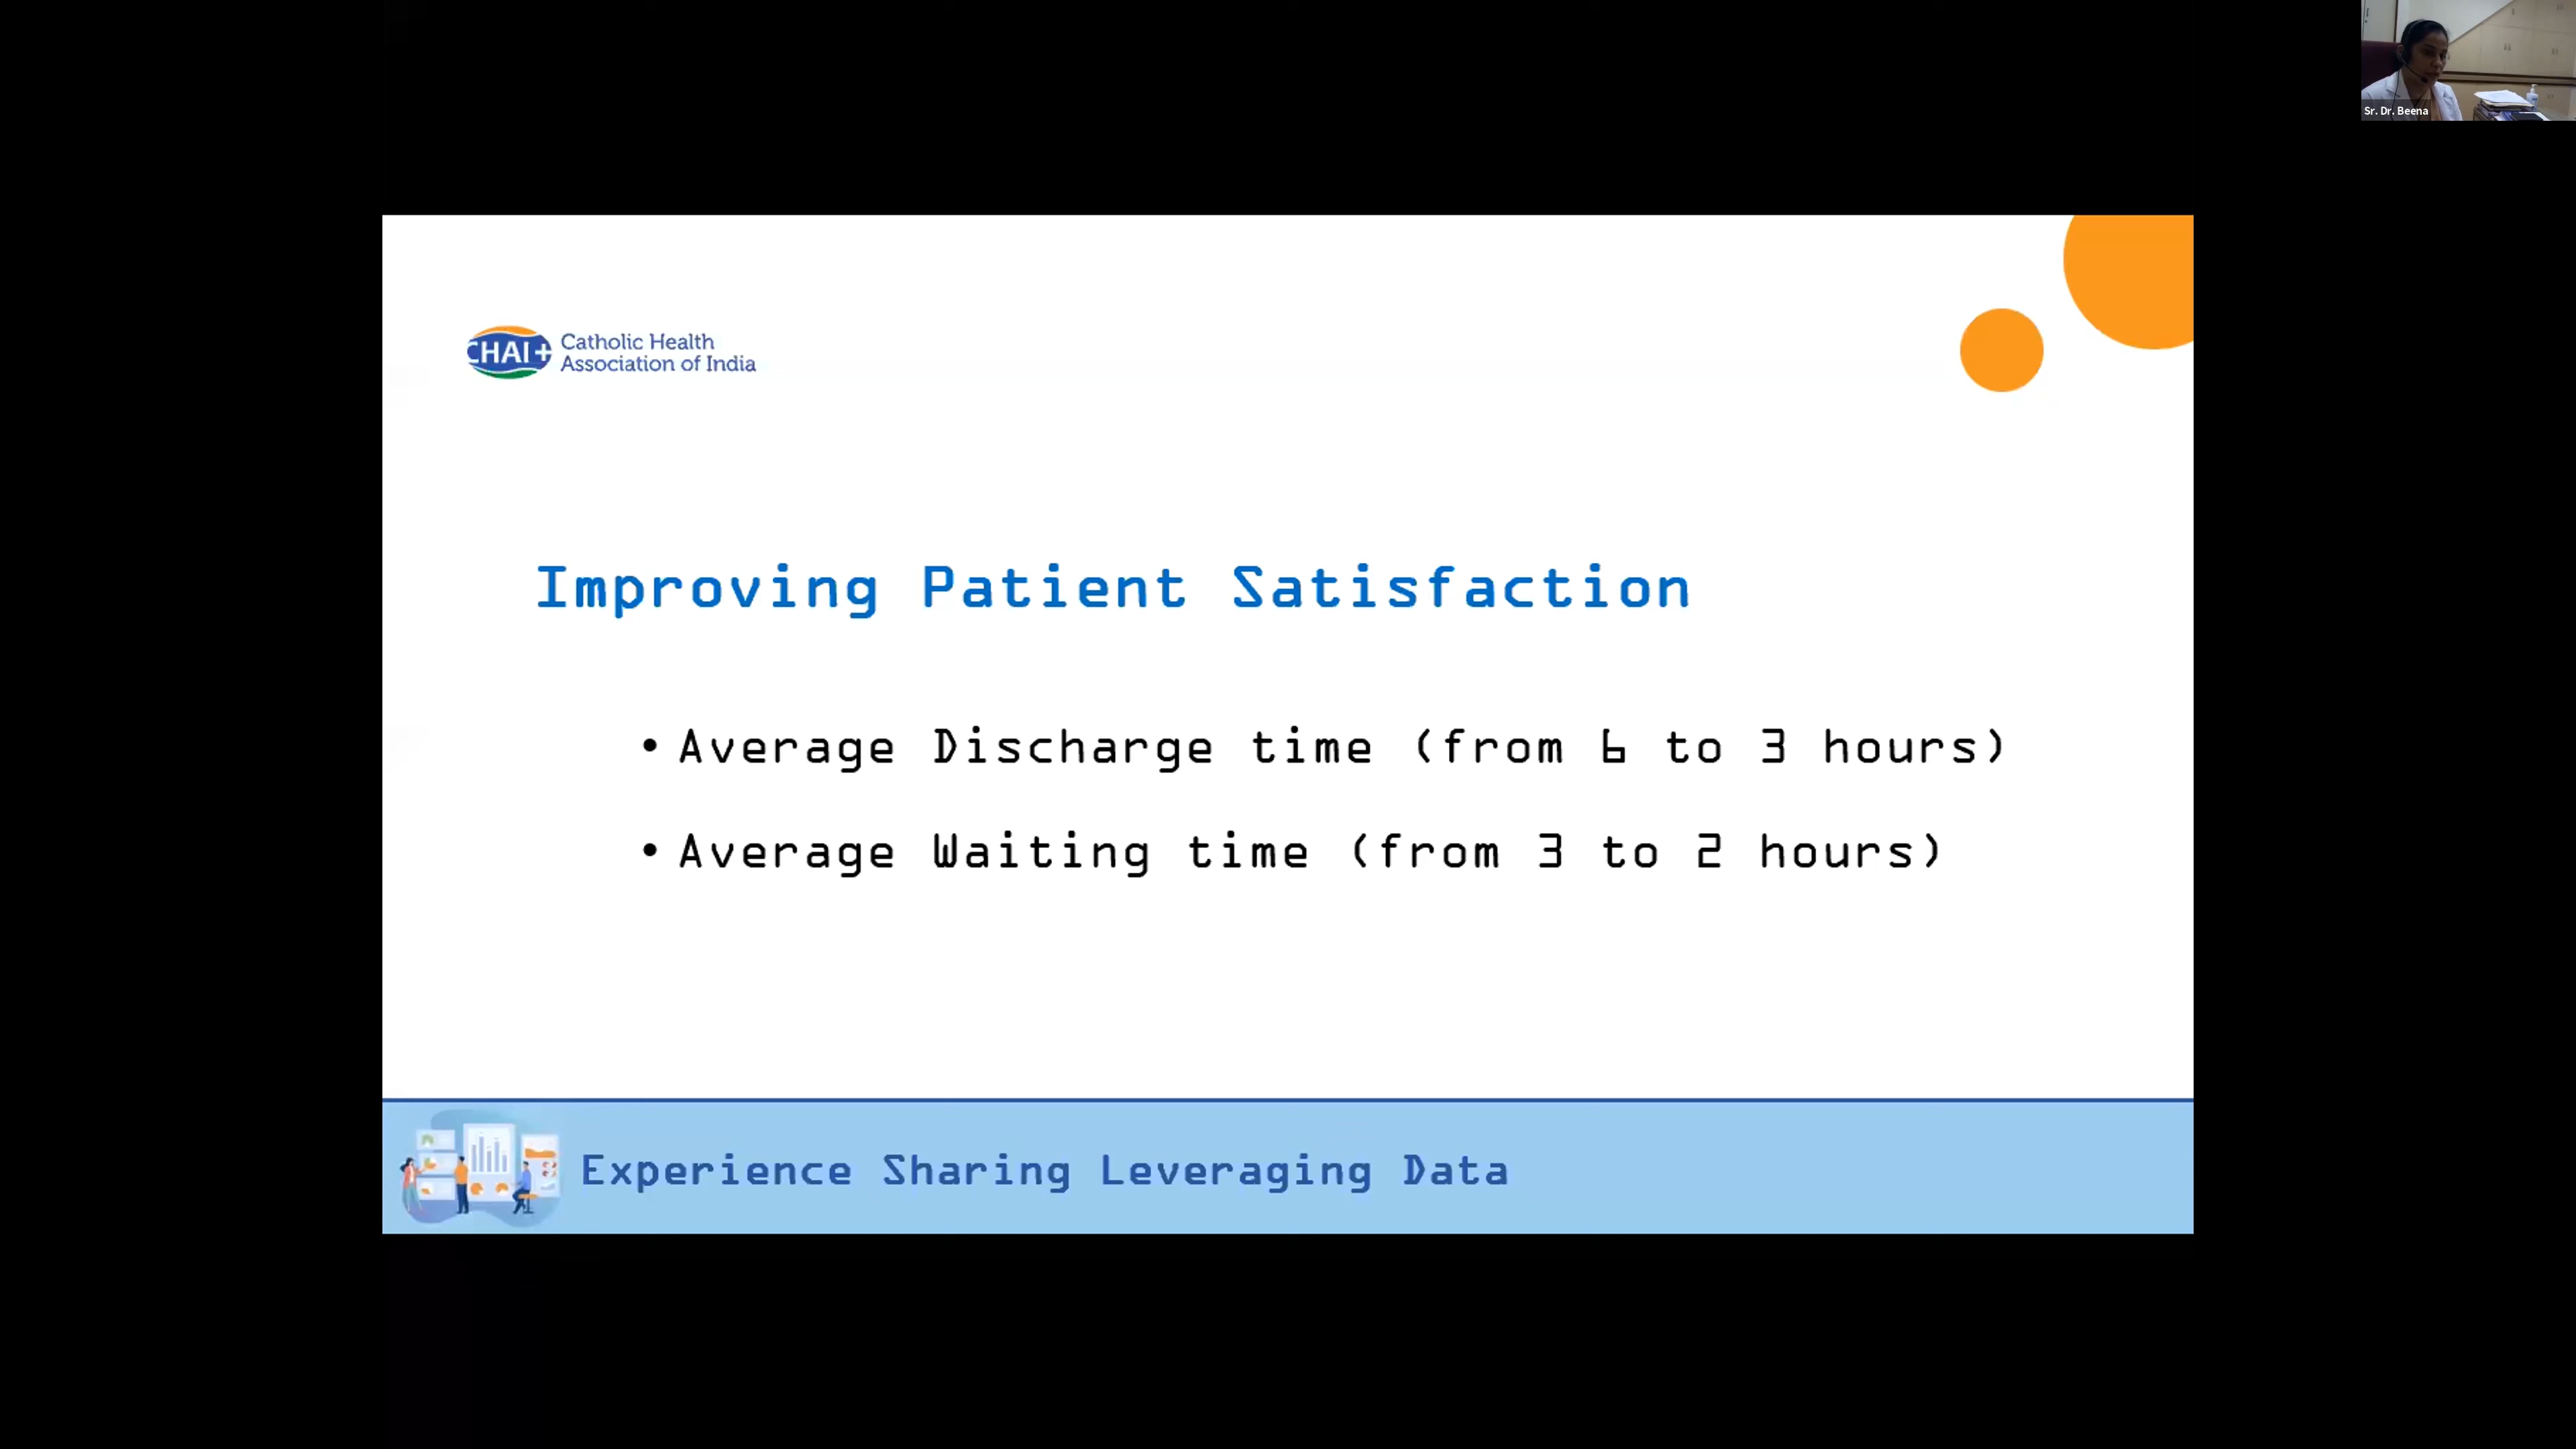 Sr. Dr. Beena
CHAI+
Catholic Health
Association of India
Improving Patient Satisfaction
• Average Discharge time (from 6 to 3 hours)
• Average Waiting time (from 3 to 2 hours)
Experience Sharing Leveraging Data